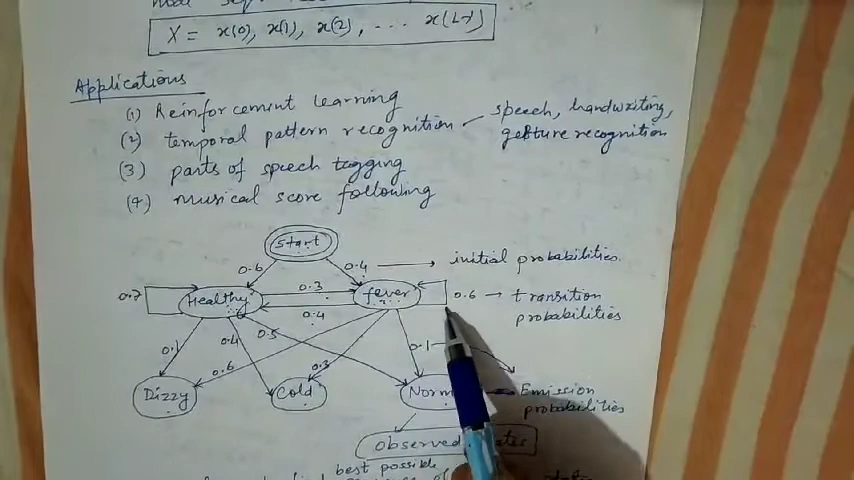 X = x(0), x(1), x(2), ... x(L-1)
Applications
(1) Reinforcement learning
(2) temporal pattern recognition - speech, handwriting,
gesture recognition
(3) parts of speech tagging
(4) musical score following
Start
0.6 0.4 → initial probabilities
0.7 Healthy 0.3 fever 0.6 → transition
0.4 probabilities
0.1 0.4 0.5 0.6 0.3 0.1
Dizzy Cold Norm Emission
probabilities
Observed
best possible